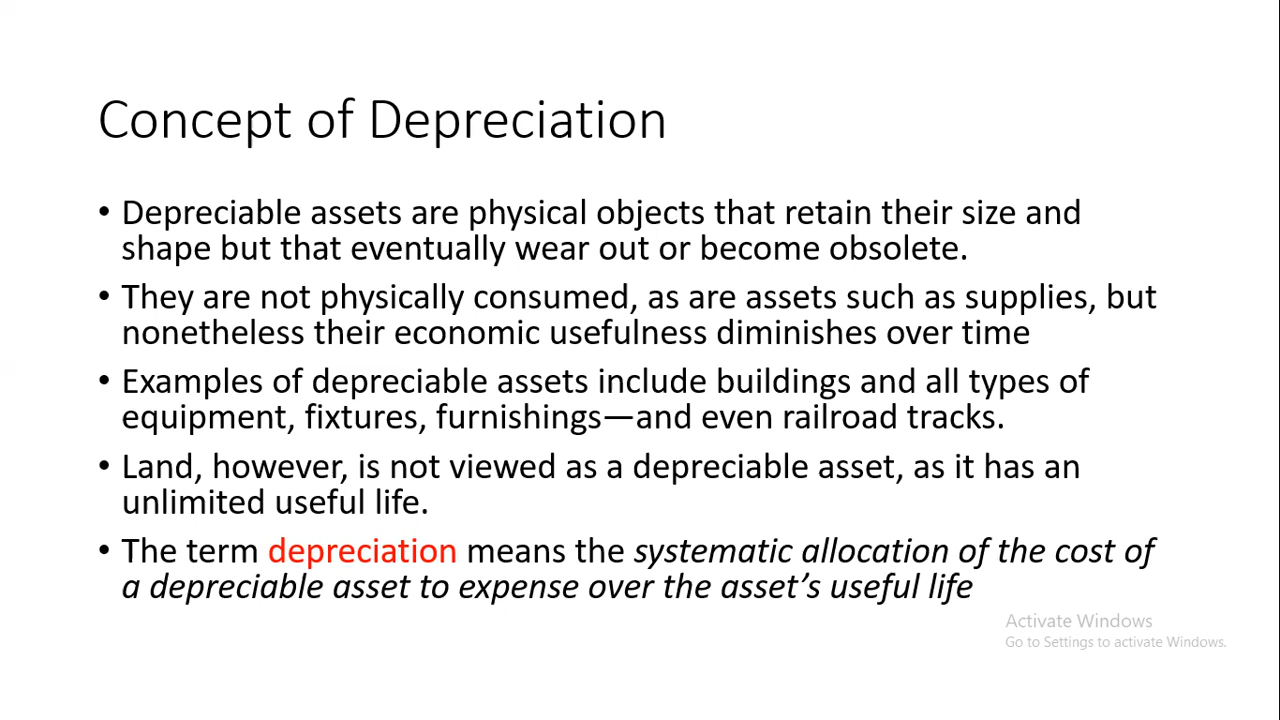 Concept of Depreciation
• Depreciable assets are physical objects that retain their size and
shape but that eventually wear out or become obsolete.
• They are not physically consumed, as are assets such as supplies, but
nonetheless their economic usefulness diminishes over time
• Examples of depreciable assets include buildings and all types of
equipment, fixtures, furnishings—and even railroad tracks.
• Land, however, is not viewed as a depreciable asset, as it has an
unlimited useful life.
• The term depreciation means the systematic allocation of the cost of
a depreciable asset to expense over the asset’s useful life
Activate Windows
Go to Settings to activate Windows.